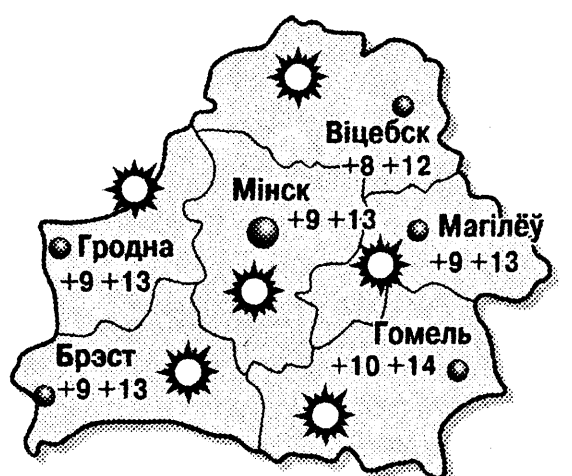 Віцебск
+8 +12
Мінск
+9 +13
Магілёў
+9 +13
Гродна
+9 +13
Гомель
+10 +14
Брэст
+9 +13